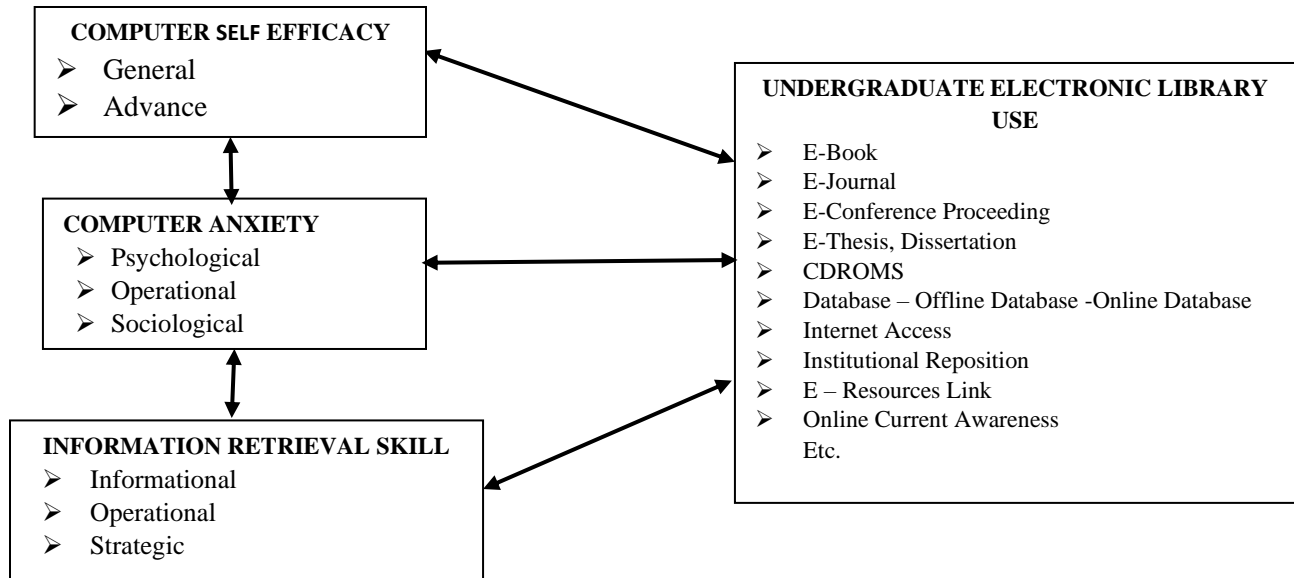 COMPUTER SELF EFFICACY
➢ General
➢ Advance
COMPUTER ANXIETY
➢ Psychological
➢ Operational
➢ Sociological
INFORMATION RETRIEVAL SKILL
➢ Informational
➢ Operational
➢ Strategic
UNDERGRADUATE ELECTRONIC LIBRARY
USE
➢ E-Book
➢ E-Journal
➢ E-Conference Proceeding
➢ E-Thesis, Dissertation
➢ CDROMS
➢ Database – Offline Database -Online Database
➢ Internet Access
➢ Institutional Reposition
➢ E – Resources Link
➢ Online Current Awareness
Etc.